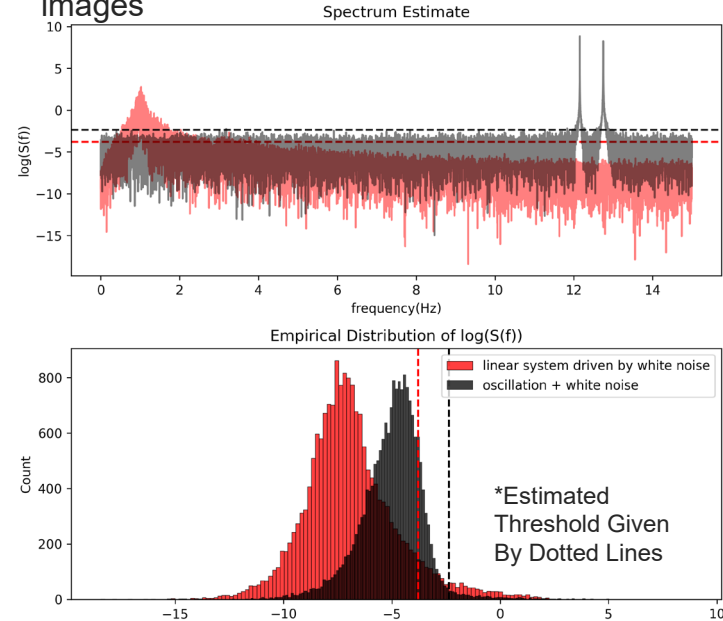 images
Spectrum Estimate
10
5
0
−5
−10
−15
log(S(f))
0 2 4 6 8 10 12 14
frequency(Hz)
Empirical Distribution of log(S(f))
800
600
400
200
0
Count
linear system driven by white noise
oscillation + white noise
*Estimated
Threshold Given
By Dotted Lines
−15 −10 −5 0 5 10